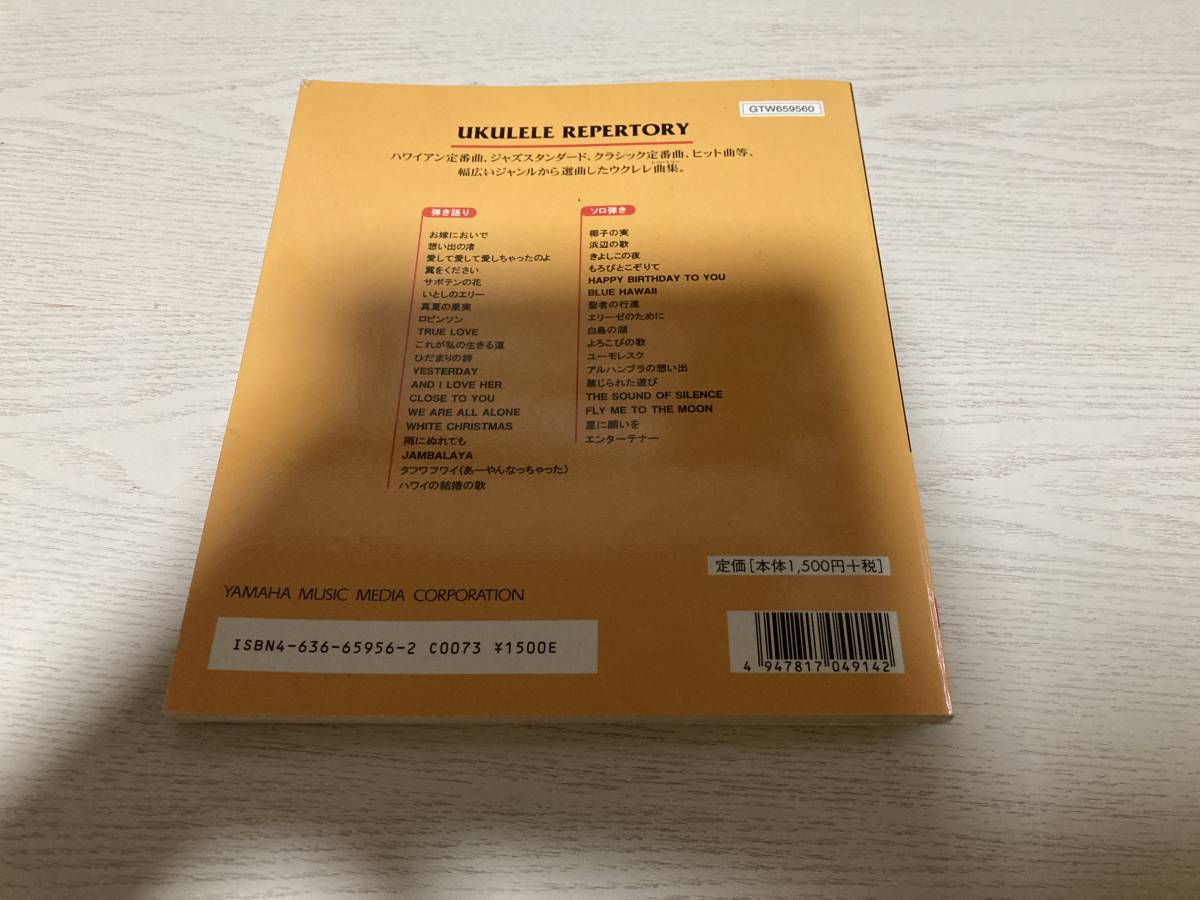 GTW659560
UKULELE REPERTORY
ハワイアン定番曲、ジャズスタンダード、クラシック定番曲、ヒット曲等、
幅広いジャンルから選曲したウクレレ曲集。
弾き語り
お嫁においで
想い出の渚
愛して愛して愛しちゃったのよ
翼をください
サボテンの花
いとしのエリー
真夏の果実
ロビンソン
TRUE LOVE
これが私の生きる道
ひだまりの詩
YESTERDAY
AND I LOVE HER
CLOSE TO YOU
WE ARE ALL ALONE
WHITE CHRISTMAS
雨にぬれても
JAMBALAYA
タフワフワイ(あーやんなっちゃった)
ハワイの結婚の歌
ソロ弾き
椰子の実
浜辺の歌
きよしこの夜
もろびとこぞりて
HAPPY BIRTHDAY TO YOU
BLUE HAWAII
聖者の行進
エリーゼのために
白鳥の湖
よろこびの歌
ユーモレスク
アルハンブラの想い出
禁じられた遊び
THE SOUND OF SILENCE
FLY ME TO THE MOON
星に願いを
エンターテナー
定価[本体1,500円+税]
YAMAHA MUSIC MEDIA CORPORATION
ISBN4-636-65956-2 C0073 ¥1500E
4 947817 049142